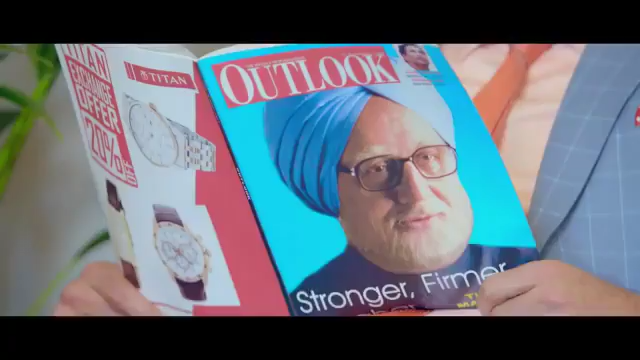 TITAN
EXCHANGE
OFFER
20%
TITAN
OUTLOOK
Stronger, Firmer